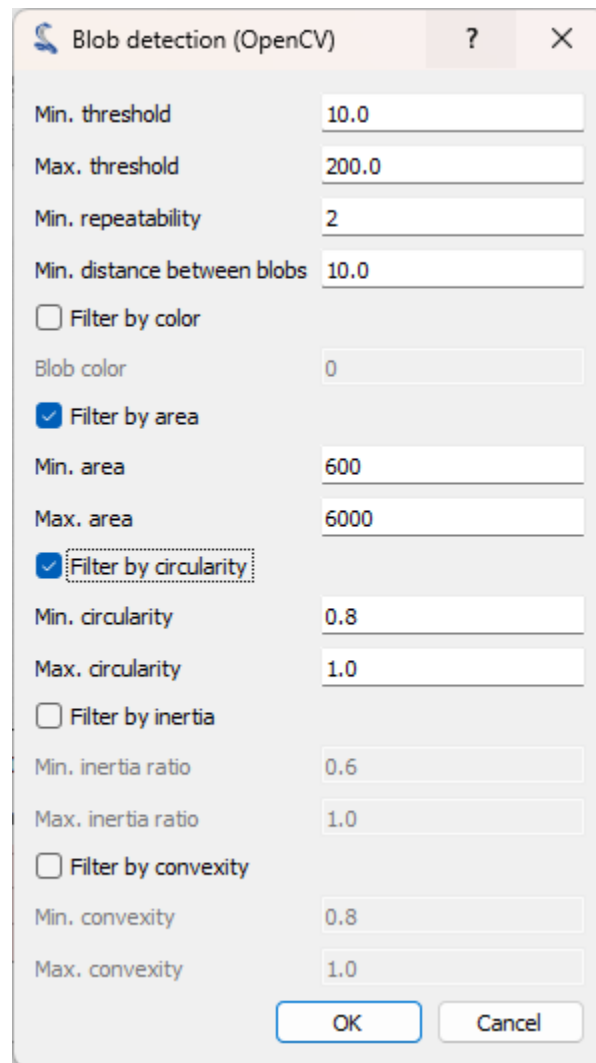 Blob detection (OpenCV) ?
Min. threshold 10.0
Max. threshold 200.0
Min. repeatability 2
Min. distance between blobs 10.0
Filter by color
Blob color 0
Filter by area
Min. area 600
Max. area 6000
Filter by circularity
Min. circularity 0.8
Max. circularity 1.0
Filter by inertia
Min. inertia ratio 0.6
Max. inertia ratio 1.0
Filter by convexity
Min. convexity 0.8
Max. convexity 1.0
OK Cancel